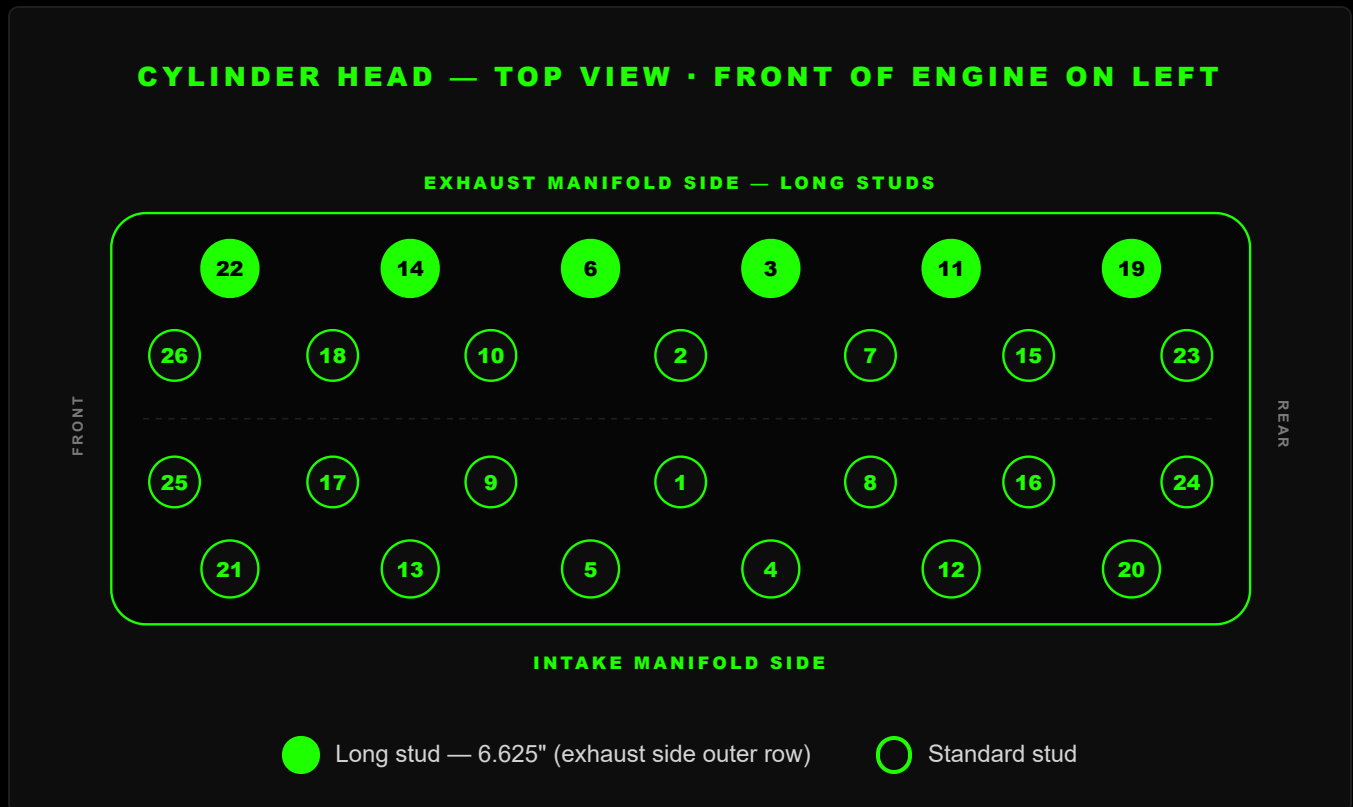 CYLINDER HEAD — TOP VIEW · FRONT OF ENGINE ON LEFT
EXHAUST MANIFOLD SIDE — LONG STUDS
22 14 6 3 11 19
26 18 10 2 7 15 23
FRONT
REAR
25 17 9 1 8 16 24
21 13 5 4 12 20
INTAKE MANIFOLD SIDE
Long stud — 6.625" (exhaust side outer row)
Standard stud